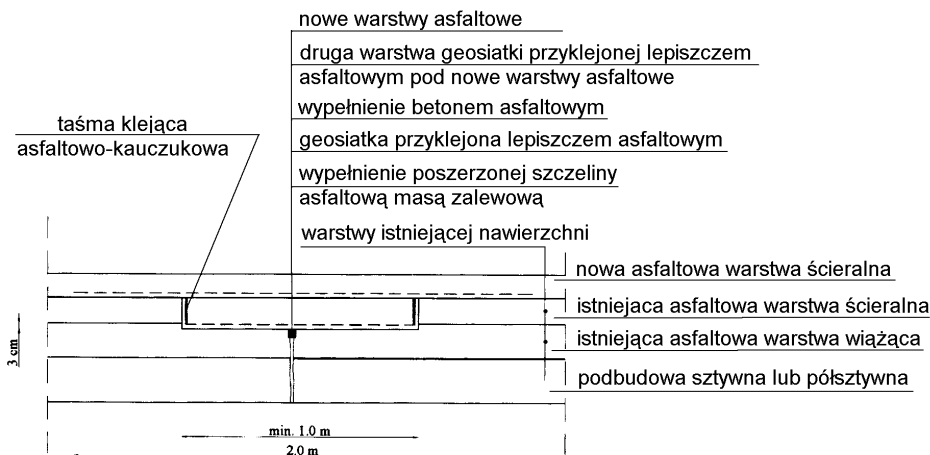 nowe warstwy asfaltowe
druga warstwa geosiatki przyklejonej lepiszczem
asfaltowym pod nowe warstwy asfaltowe
wypełnienie betonem asfaltowym
taśma klejąca
asfaltowo-kauczukowa
geosiatka przyklejona lepiszczem asfaltowym
wypełnienie poszerzonej szczeliny
asfaltową masą zalewową
warstwy istniejącej nawierzchni
nowa asfaltowa warstwa ścieralna
istniejaca asfaltowa warstwa ścieralna
istniejąca asfaltowa warstwa wiążąca
podbudowa sztywna lub półsztywna
3 cm
min. 1.0 m
2.0 m